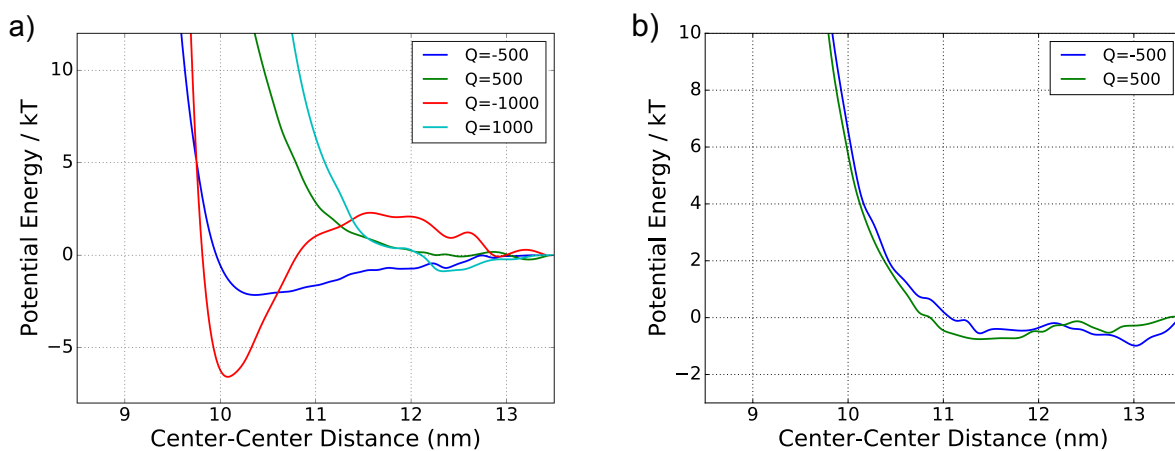 a)
Q=-500
Q=500
Q=-1000
Q=1000
10
5
0
−5
Potential Energy / kT
9 10 11 12 13
Center-Center Distance (nm)
b)
Q=-500
Q=500
10
8
6
4
2
0
−2
Potential Energy / kT
9 10 11 12 13
Center-Center Distance (nm)